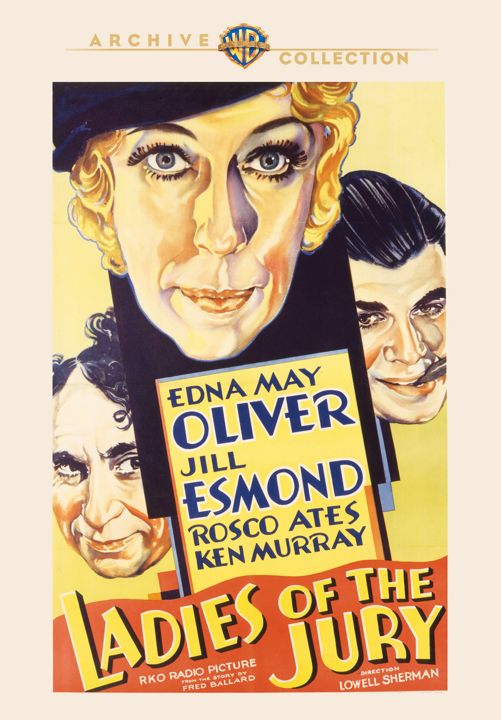 ARCHIVE
WB
COLLECTION
EDNA MAY
OLIVER
JILL
ESMOND
ROSCO ATES
KEN MURRAY
LADIES OF THE
JURY
RKO RADIO PICTURE
FROM THE STORY BY
FRED BALLARD
DIRECTION
LOWELL SHERMAN